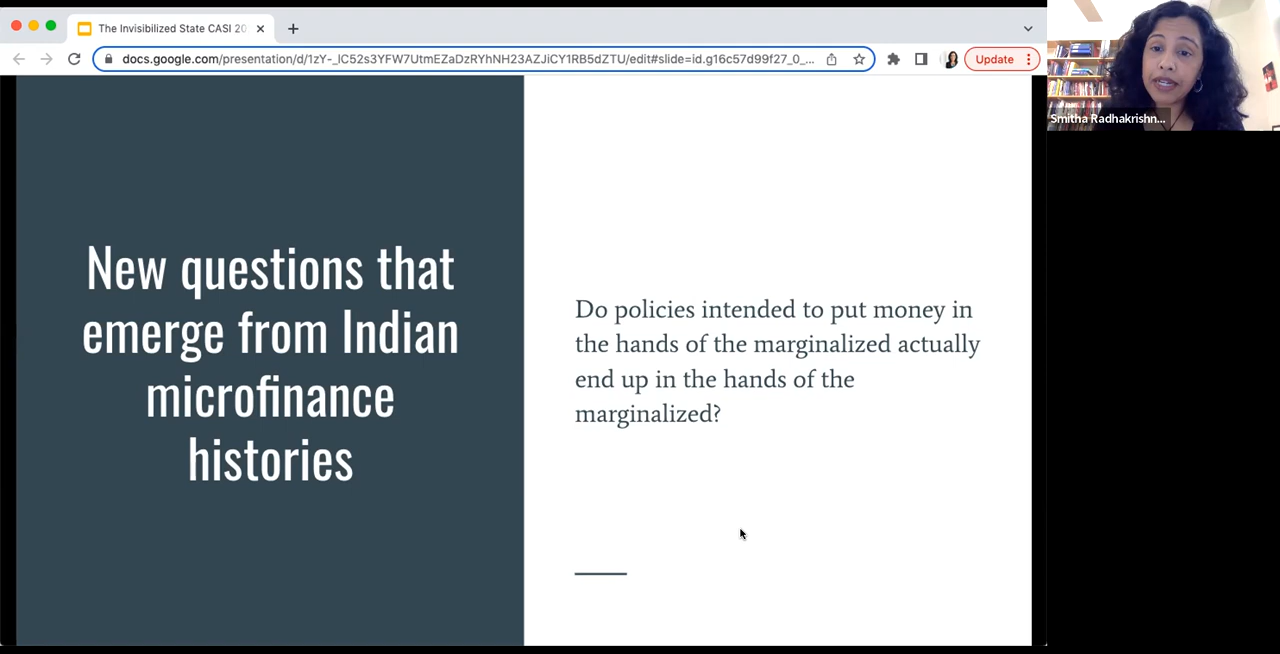 The Invisibilized State CASI 20
docs.google.com/presentation/d/1zY-_lC52s3YFW7UtmEZaDzRYhNH23AZJiCY1RB5dZTU/edit#slide=id.g16c57d99f27_0_...
Update
Smitha Radhakrishn...
New questions that
emerge from Indian
microfinance
histories
Do policies intended to put money in
the hands of the marginalized actually
end up in the hands of the
marginalized?